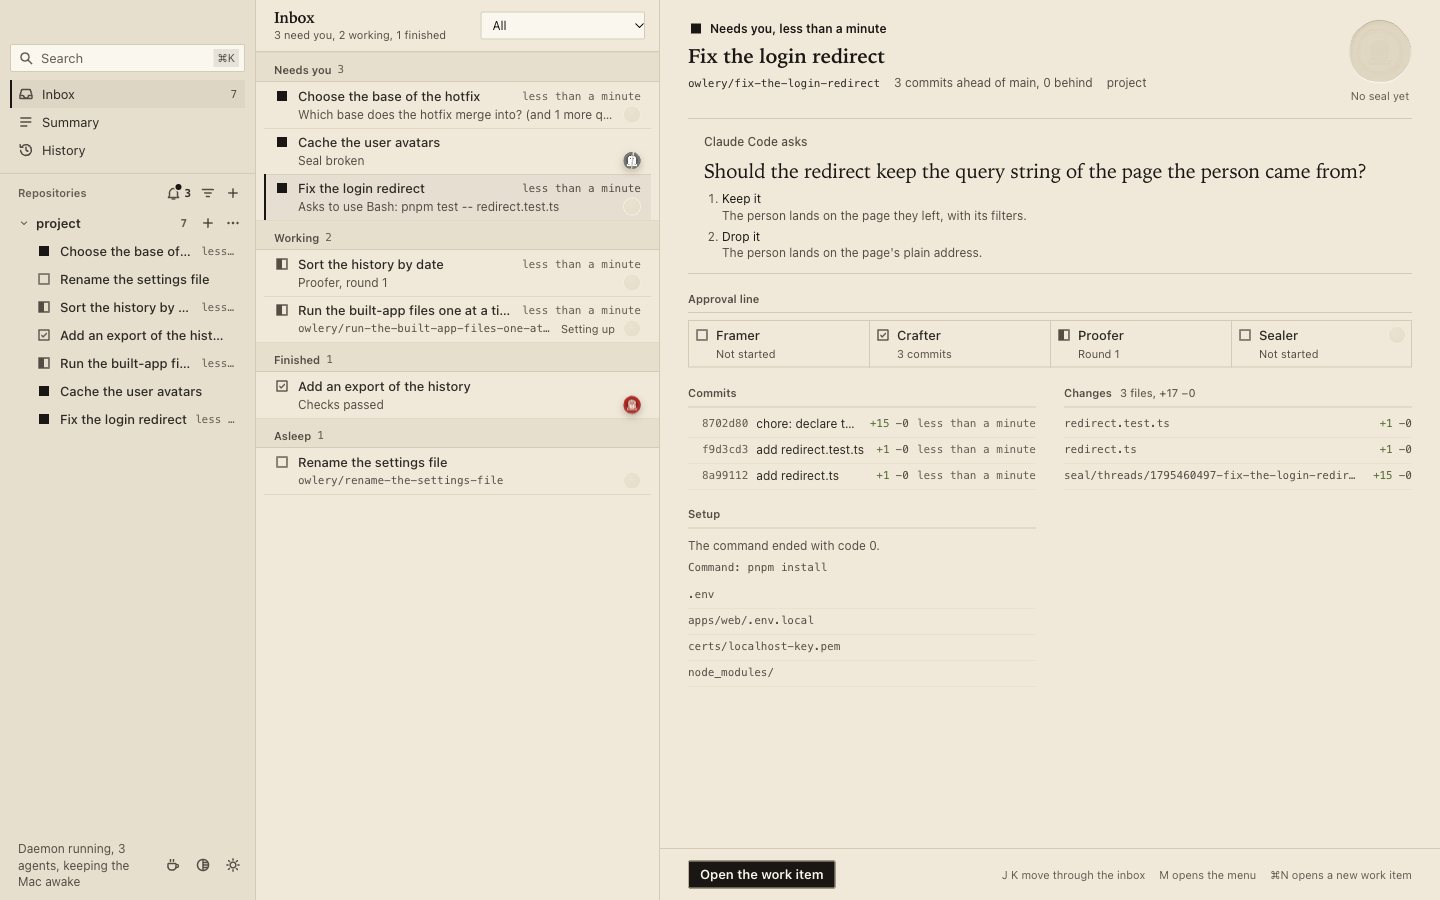 Search ⌘K
Inbox 7
Summary
History
Repositories 3
project 7
Choose the base of... less...
Rename the settings file
Sort the history by ... less...
Add an export of the hist...
Run the built-app fi... less...
Cache the user avatars
Fix the login redirect less ...
Daemon running, 3
agents, keeping the
Mac awake
Inbox
3 need you, 2 working, 1 finished
All
Needs you 3
Choose the base of the hotfix less than a minute
Which base does the hotfix merge into? (and 1 more q...
Cache the user avatars
Seal broken
Fix the login redirect less than a minute
Asks to use Bash: pnpm test -- redirect.test.ts
Working 2
Sort the history by date less than a minute
Proofer, round 1
Run the built-app files one at a ti... less than a minute
owlery/run-the-built-app-files-one-at... Setting up
Finished 1
Add an export of the history
Checks passed
Asleep 1
Rename the settings file
owlery/rename-the-settings-file
Needs you, less than a minute
Fix the login redirect
owlery/fix-the-login-redirect 3 commits ahead of main, 0 behind project
No seal yet
Claude Code asks
Should the redirect keep the query string of the page the person came from?
1. Keep it
The person lands on the page they left, with its filters.
2. Drop it
The person lands on the page's plain address.
Approval line
Framer
Not started
Crafter
3 commits
Proofer
Round 1
Sealer
Not started
Commits
8702d80 chore: declare t... +15 −0 less than a minute
f9d3cd3 add redirect.test.ts +1 −0 less than a minute
8a99112 add redirect.ts +1 −0 less than a minute
Changes 3 files, +17 −0
redirect.test.ts +1 −0
redirect.ts +1 −0
seal/threads/1795460497-fix-the-login-redir... +15 −0
Setup
The command ended with code 0.
Command: pnpm install
.env
apps/web/.env.local
certs/localhost-key.pem
node_modules/
Open the work item
J K move through the inbox M opens the menu ⌘N opens a new work item